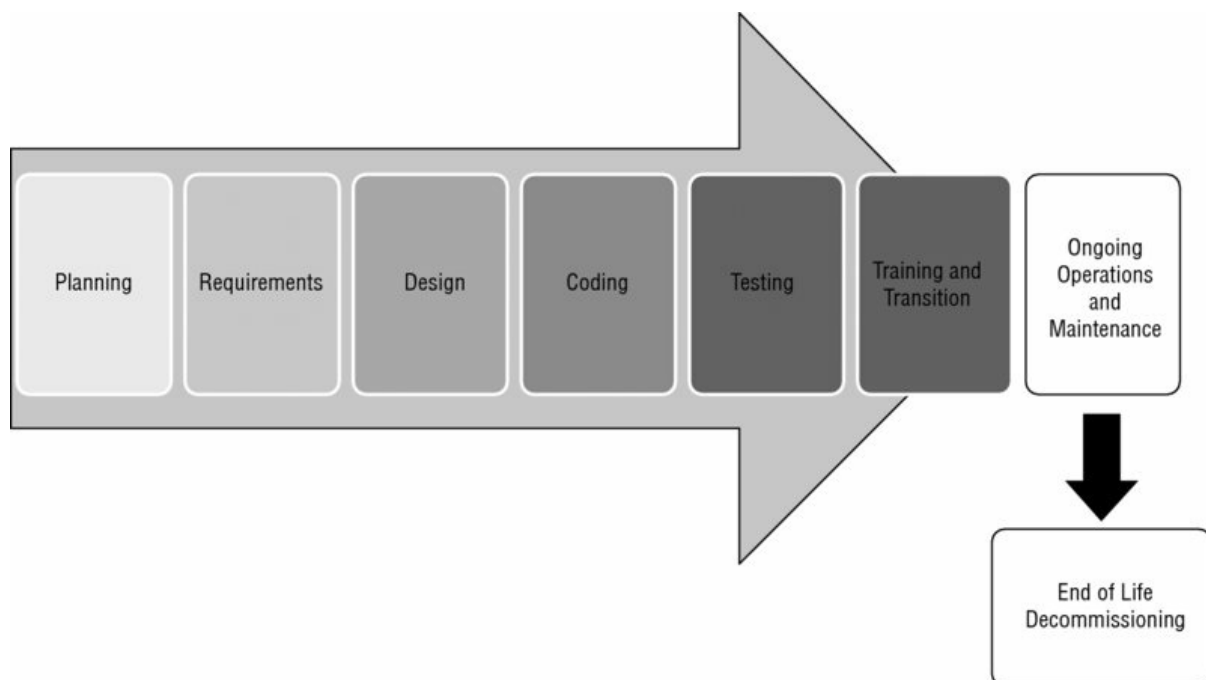 Planning
Requirements
Design
Coding
Testing
Training and
Transition
Ongoing
Operations
and
Maintenance
End of Life
Decommissioning